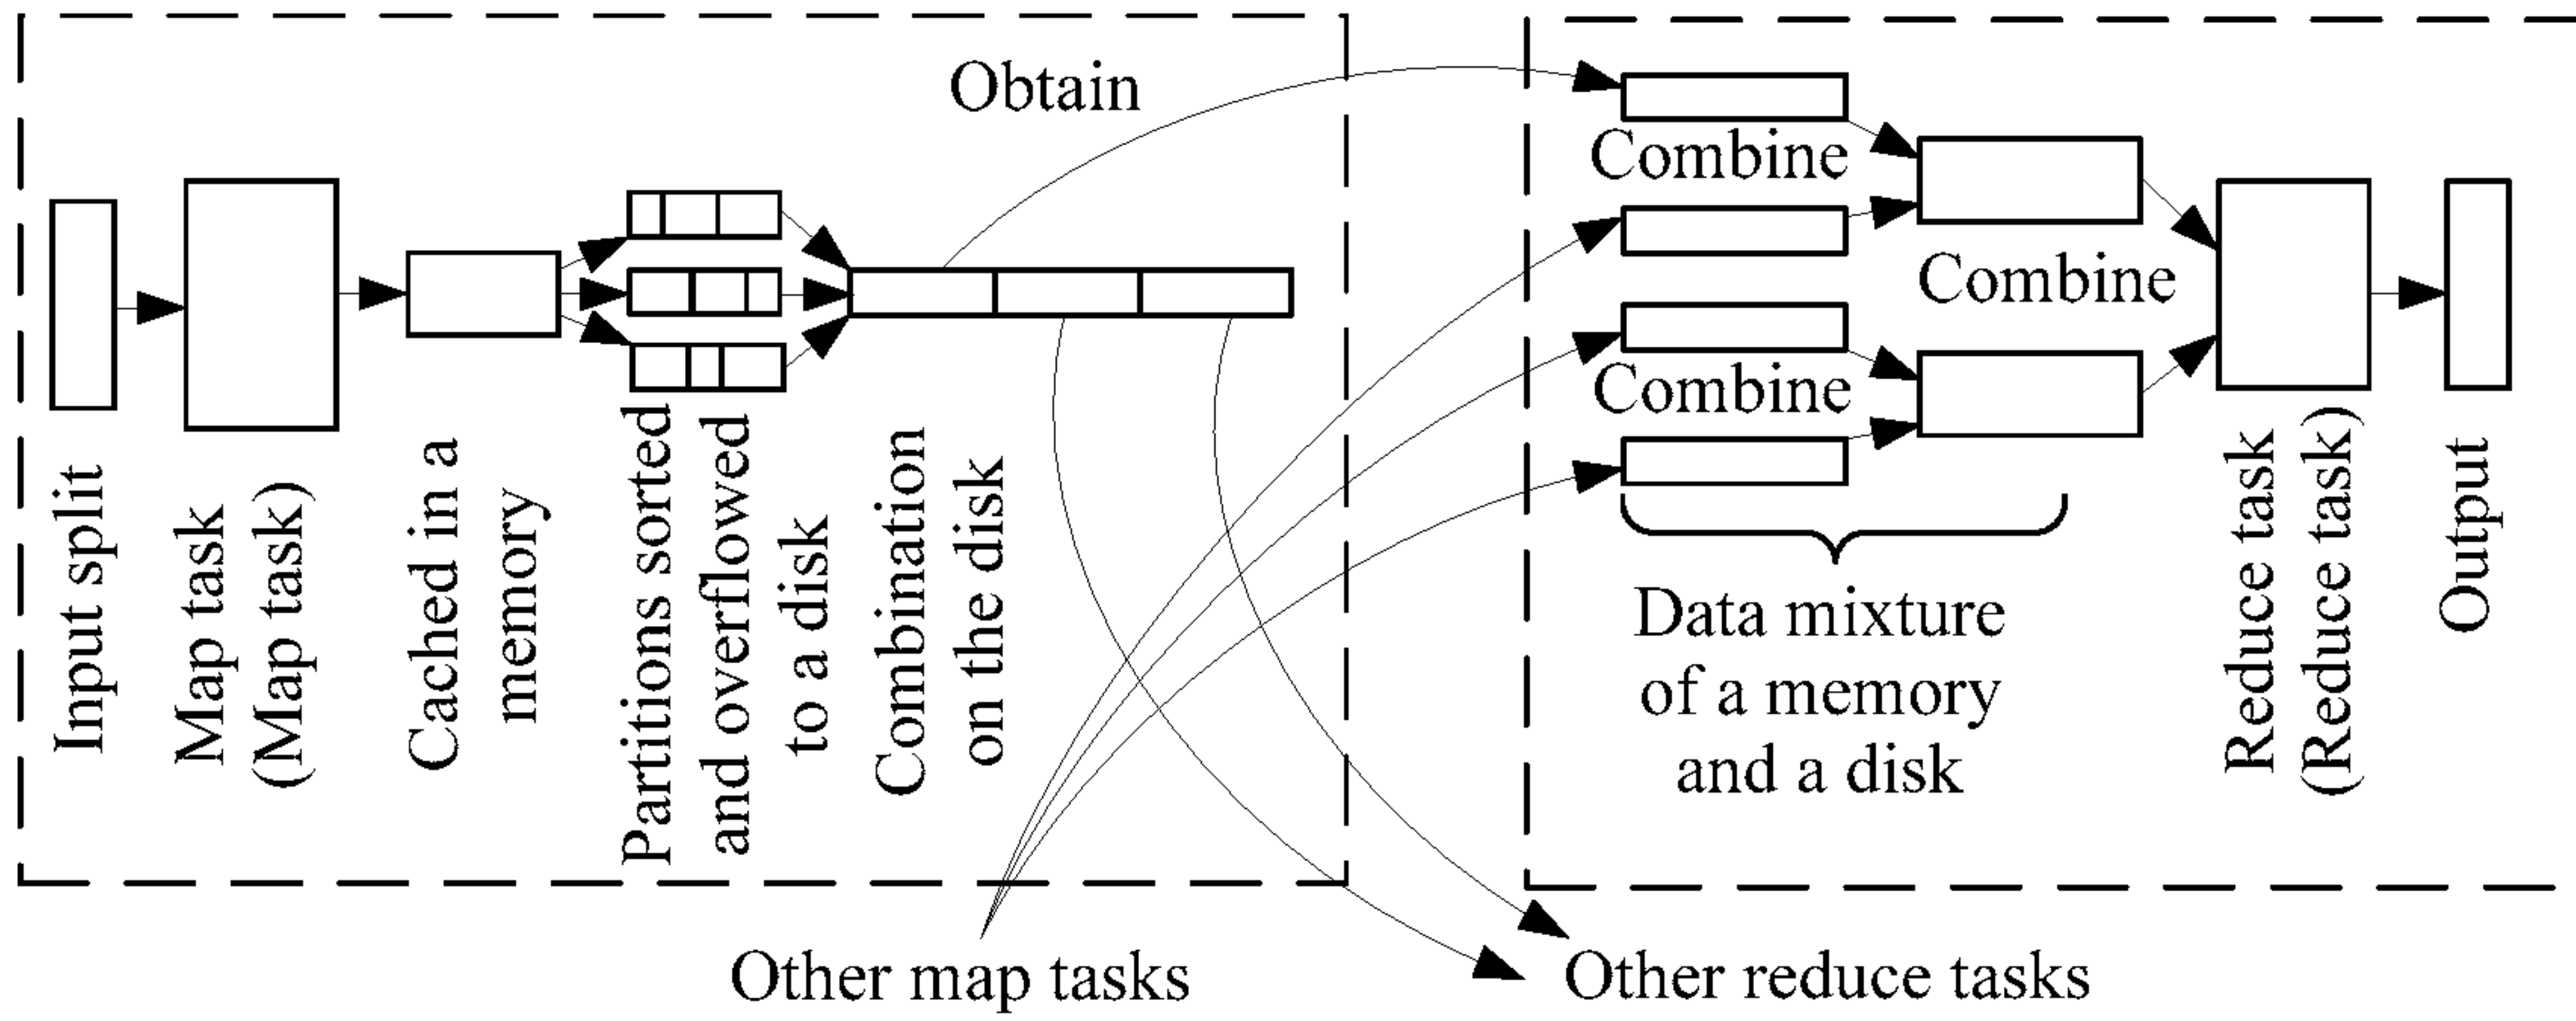 Obtain
Input split
Map task
(Map task)
Cached in a
memory
Partitions sorted
and overflowed
to a disk
Combination
on the disk
Combine
Combine
Combine
Data mixture
of a memory
and a disk
Reduce task
(Reduce task)
Output
Other map tasks
Other reduce tasks